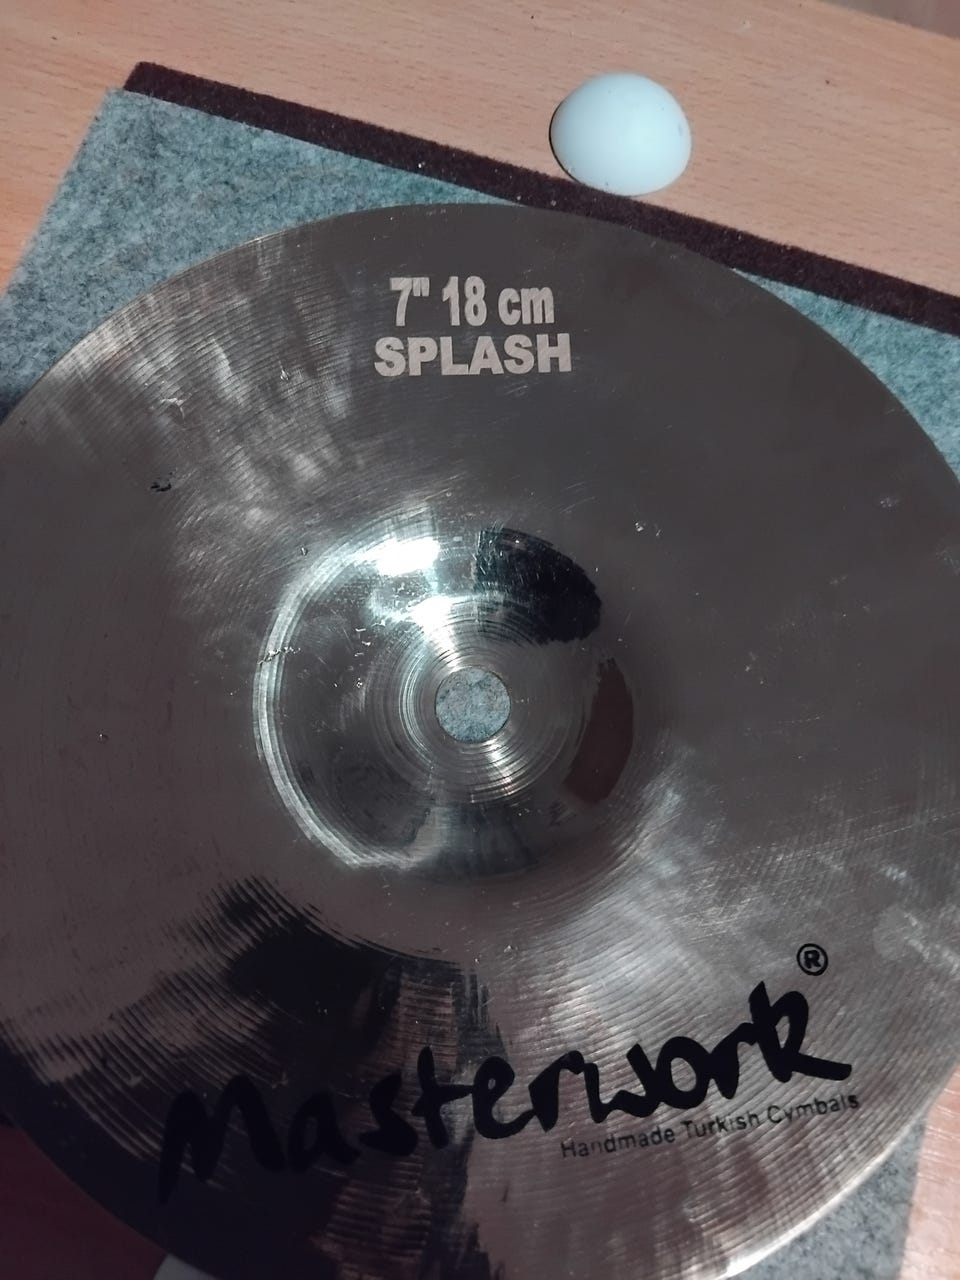 7" 18 cm
SPLASH
Masterwork®
Handmade Turkish Cymbals